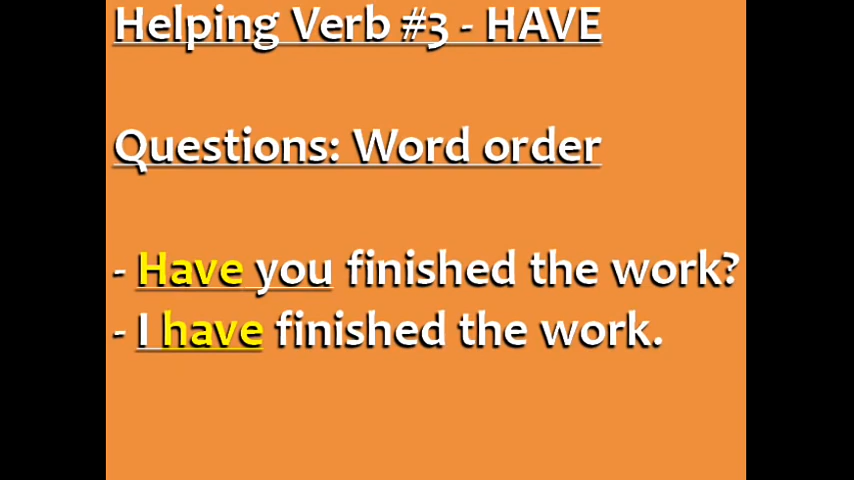 Helping Verb #3 - HAVE
Questions: Word order
- Have you finished the work?
- I have finished the work.